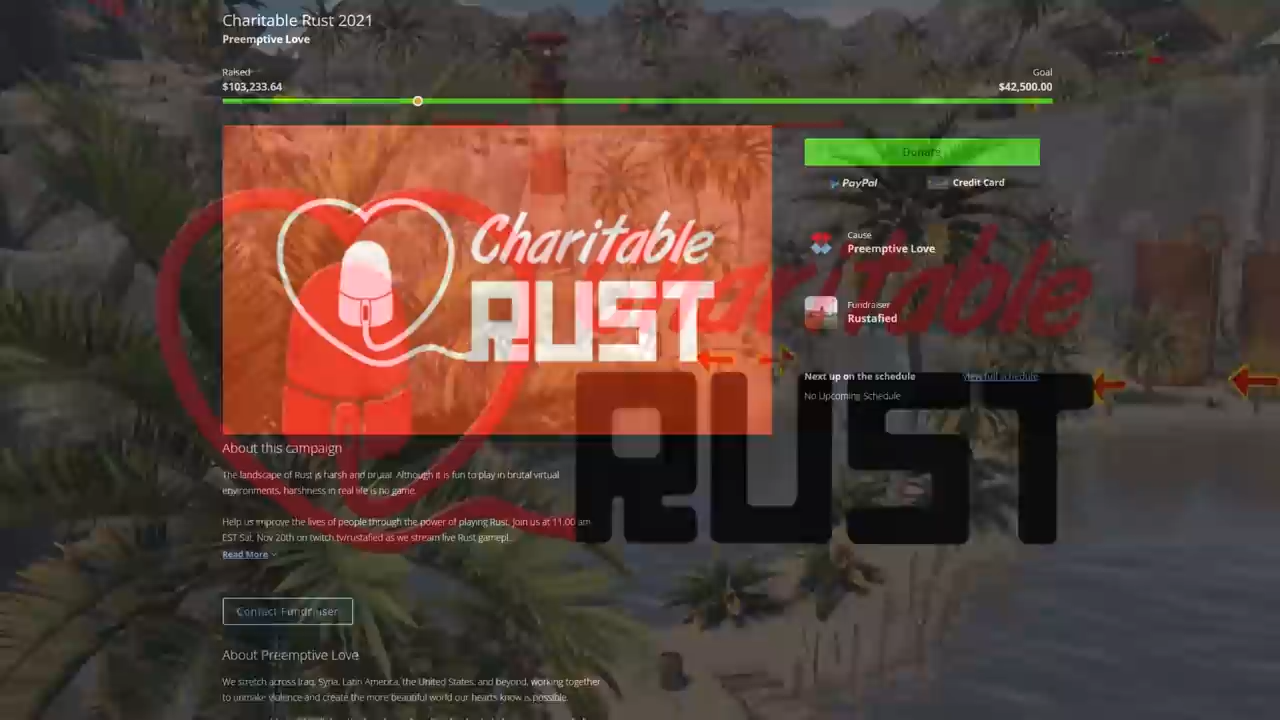 Charitable Rust 2021
Preemptive Love
Raised
Goal
$103,233.64
$42,500.00
Donate
PayPal
Credit Card
Charitable
RUST
Cause
Preemptive Love
Charitable
RUST
Fundraiser
Rustafied
Next up on the schedule
View full schedule
No Upcoming Schedule
About this campaign
The landscape of Rust is harsh and brutal. Although it is fun to play in brutal virtual
environments, harshness in real life is no game.
Help us improve the lives of people through the power of playing Rust. Join us at 11:00 am
EST Sat, Nov 20th on twitch.tv/rustafied as we stream live Rust gamepl...
Read More
Contact Fundraiser
About Preemptive Love
We stretch across Iraq, Syria, Latin America, the United States, and beyond, working together
to unmake violence and create the more beautiful world our hearts know is possible.